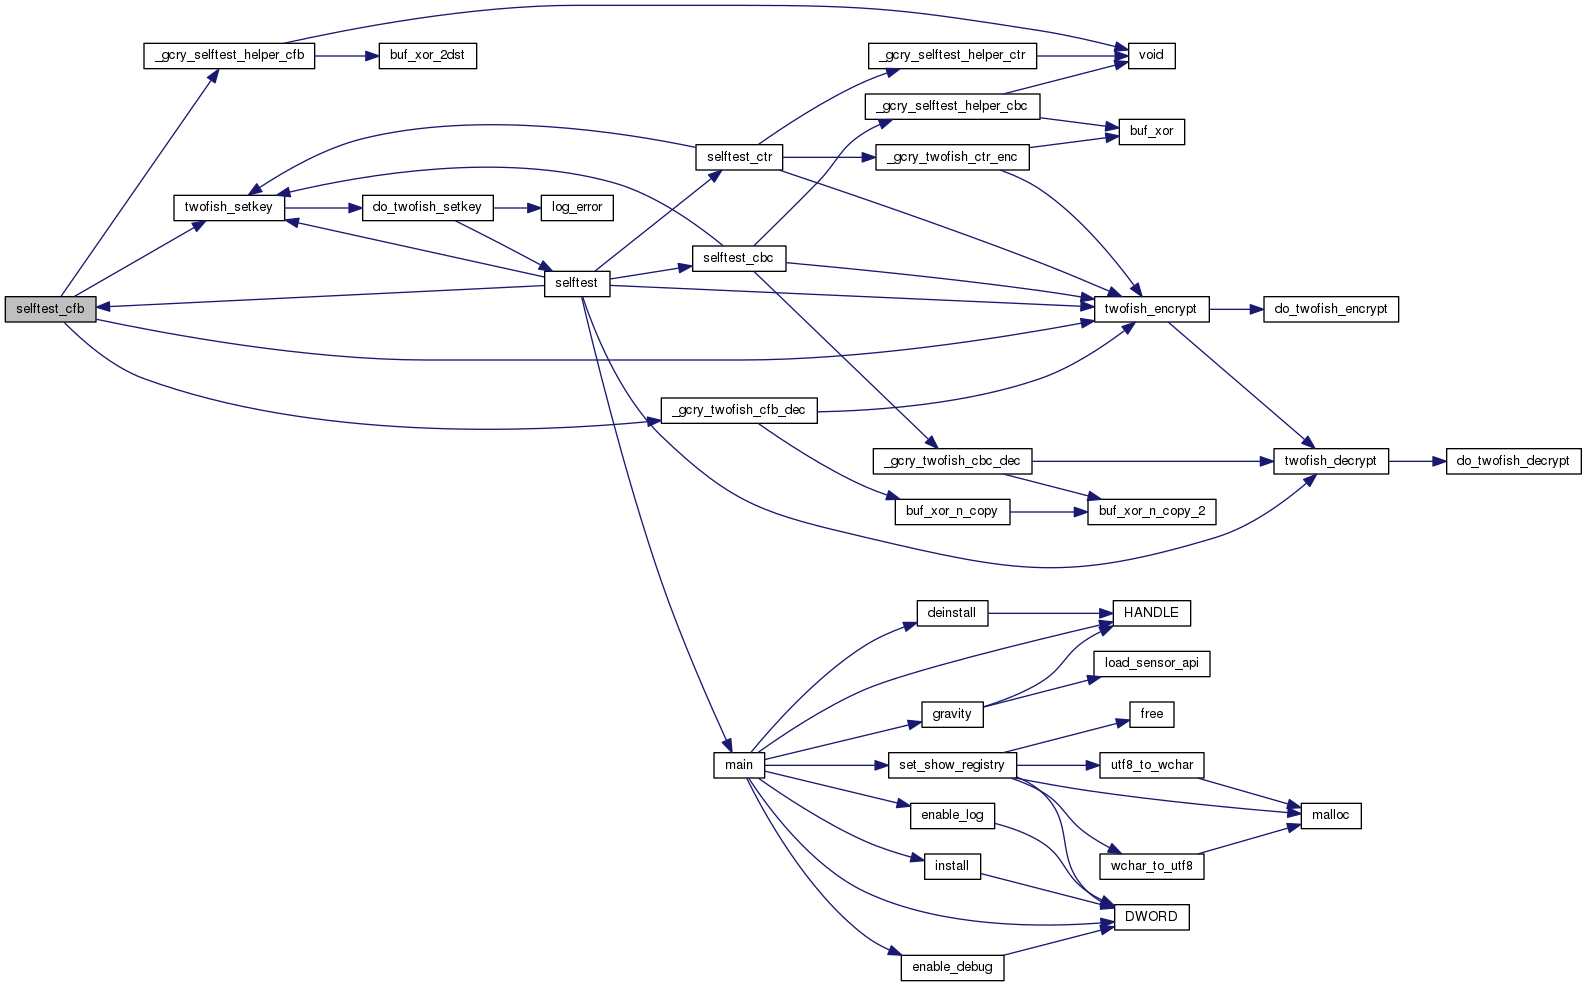 _gcry_selftest_helper_cfb
buf_xor_2dst
_gcry_selftest_helper_ctr
void
_gcry_selftest_helper_cbc
buf_xor
selftest_ctr
_gcry_twofish_ctr_enc
twofish_setkey
do_twofish_setkey
log_error
selftest_cbc
selftest
selftest_cfb
twofish_encrypt
do_twofish_encrypt
_gcry_twofish_cfb_dec
_gcry_twofish_cbc_dec
twofish_decrypt
do_twofish_decrypt
buf_xor_n_copy
buf_xor_n_copy_2
deinstall
HANDLE
load_sensor_api
gravity
free
main
set_show_registry
utf8_to_wchar
enable_log
malloc
install
wchar_to_utf8
DWORD
enable_debug